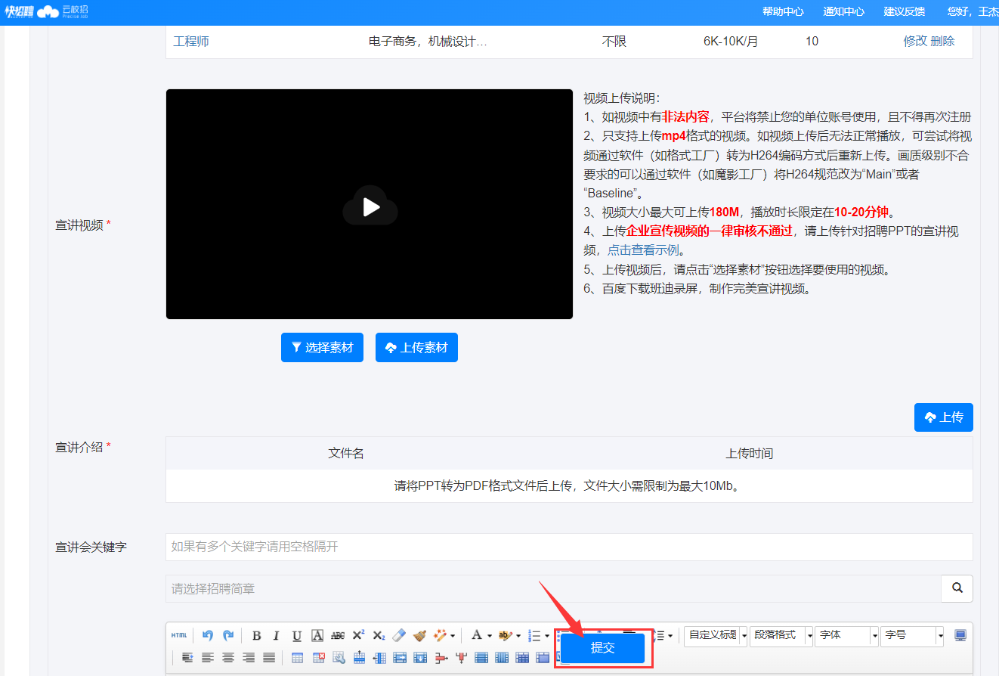 快招聘 云校招
Precise Job
帮助中心 通知中心 建议反馈 您好，王杰
工程师 电子商务，机械设计... 不限 6K-10K/月 10 修改 删除
视频上传说明：
1、如视频中有非法内容，平台将禁止您的单位账号使用，且不得再次注册
2、只支持上传mp4格式的视频。如视频上传后无法正常播放，可尝试将视
频通过软件（如格式工厂）转为H264编码方式后重新上传。画质级别不合
要求的可以通过软件（如魔影工厂）将H264规范改为“Main”或者
“Baseline”。
3、视频大小最大可上传180M，播放时长限定在10-20分钟。
4、上传企业宣传视频的一律审核不通过，请上传针对招聘PPT的宣讲视
频，点击查看示例。
5、上传视频后，请点击“选择素材”按钮选择要使用的视频。
6、百度下载班迪录屏，制作完美宣讲视频。
宣讲视频 *
选择素材 上传素材
上传
宣讲介绍 *
文件名 上传时间
请将PPT转为PDF格式文件后上传，文件大小需限制为最大10Mb。
宣讲会关键字 如果有多个关键字请用空格隔开
请选择招聘简章
HTML B I U A ABC X² X₂ A ab 自定义标题 段落格式 字体 字号
提交